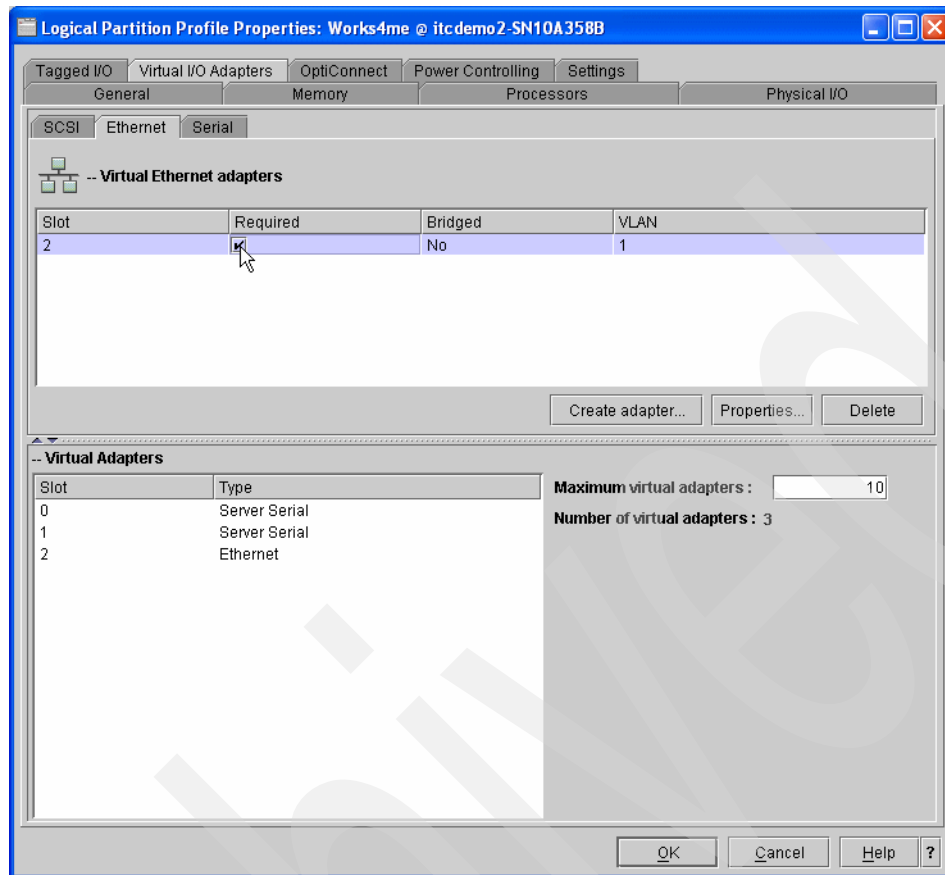 Logical Partition Profile Properties: Works4me @ itcdemo2-SN10A358B
Tagged I/O Virtual I/O Adapters OptiConnect Power Controlling Settings
General Memory Processors Physical I/O
SCSI Ethernet Serial
-- Virtual Ethernet adapters
Slot Required Bridged VLAN
2 No 1
Create adapter... Properties... Delete
-- Virtual Adapters
Slot Type Maximum virtual adapters : 10
0 Server Serial Number of virtual adapters : 3
1 Server Serial
2 Ethernet
OK Cancel Help ?